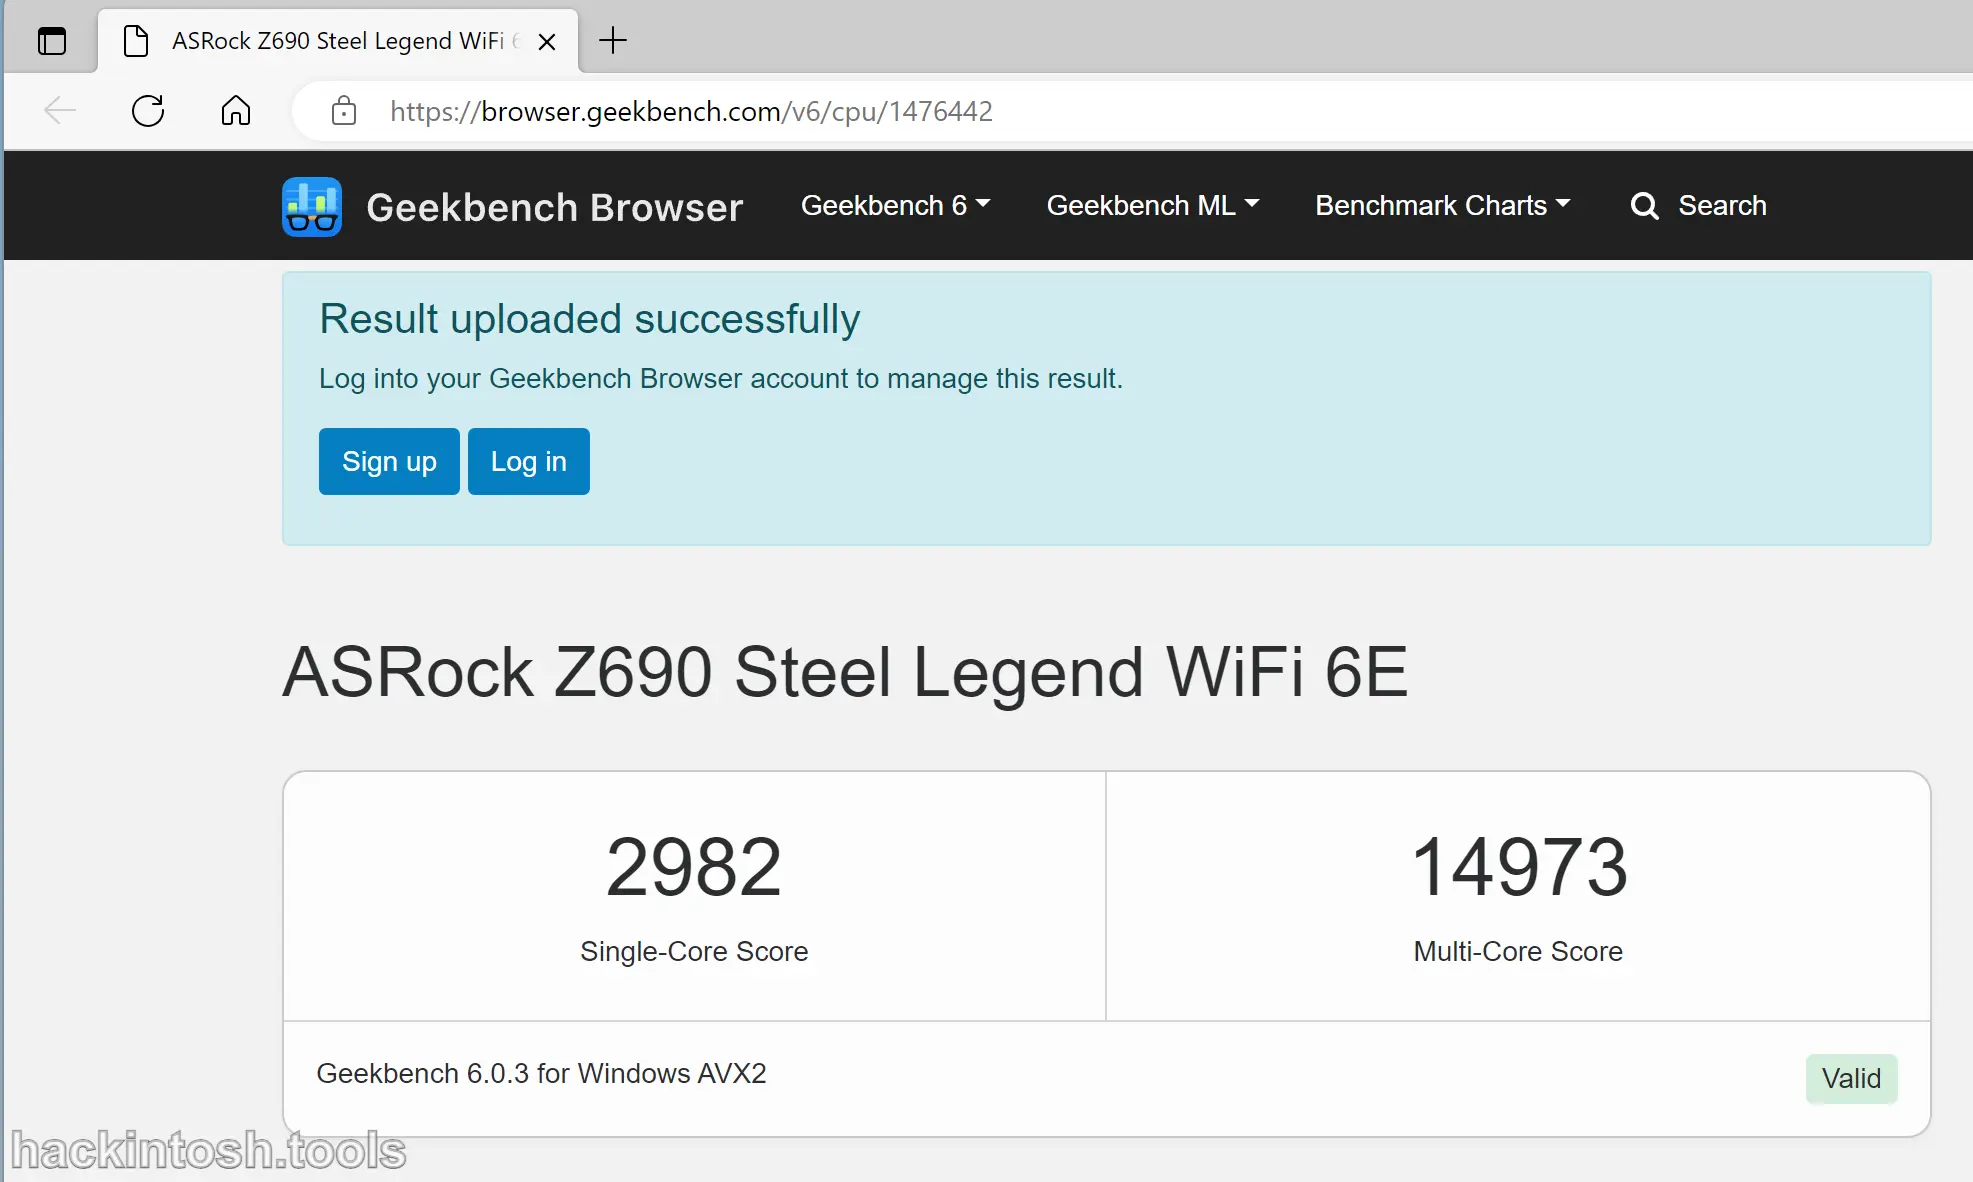 ASRock Z690 Steel Legend WiFi 6
https://browser.geekbench.com/v6/cpu/1476442
Geekbench Browser Geekbench 6 Geekbench ML Benchmark Charts Search
Result uploaded successfully
Log into your Geekbench Browser account to manage this result.
Sign up Log in
ASRock Z690 Steel Legend WiFi 6E
2982 14973
Single-Core Score Multi-Core Score
Geekbench 6.0.3 for Windows AVX2 Valid
hackintosh.tools